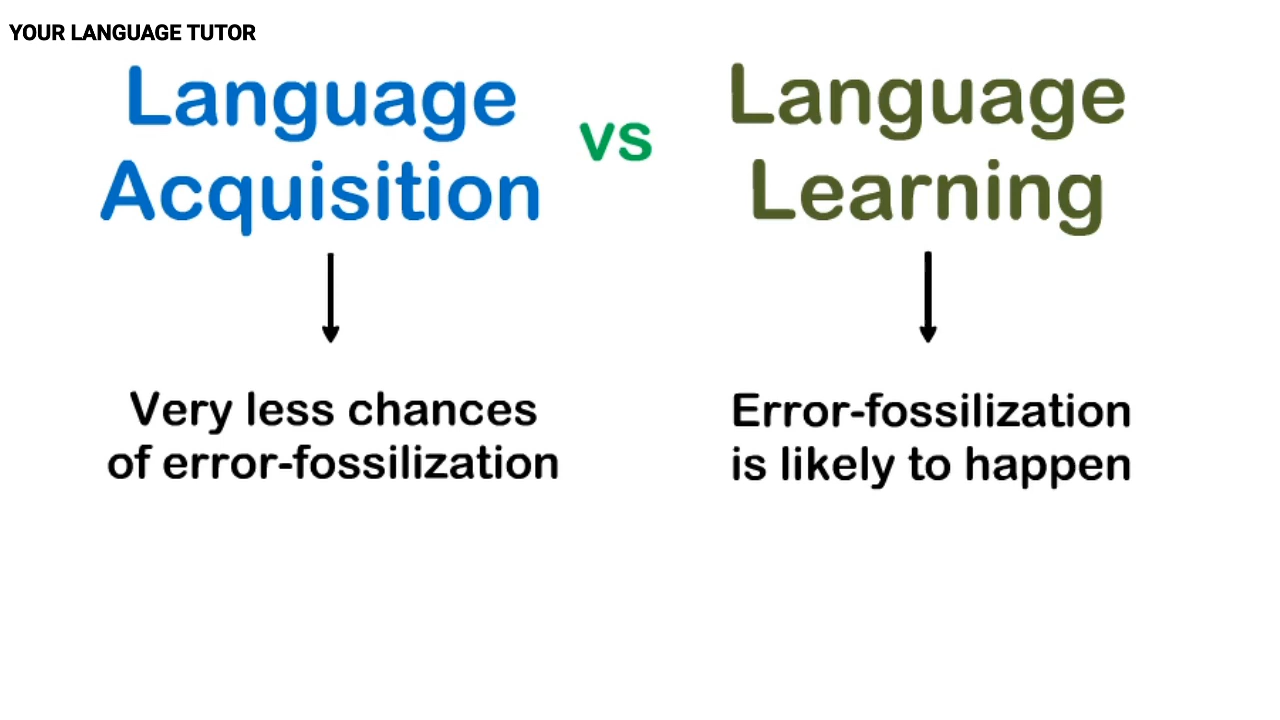 YOUR LANGUAGE TUTOR
Language
Acquisition
vs
Language
Learning
Very less chances
of error-fossilization
Error-fossilization
is likely to happen